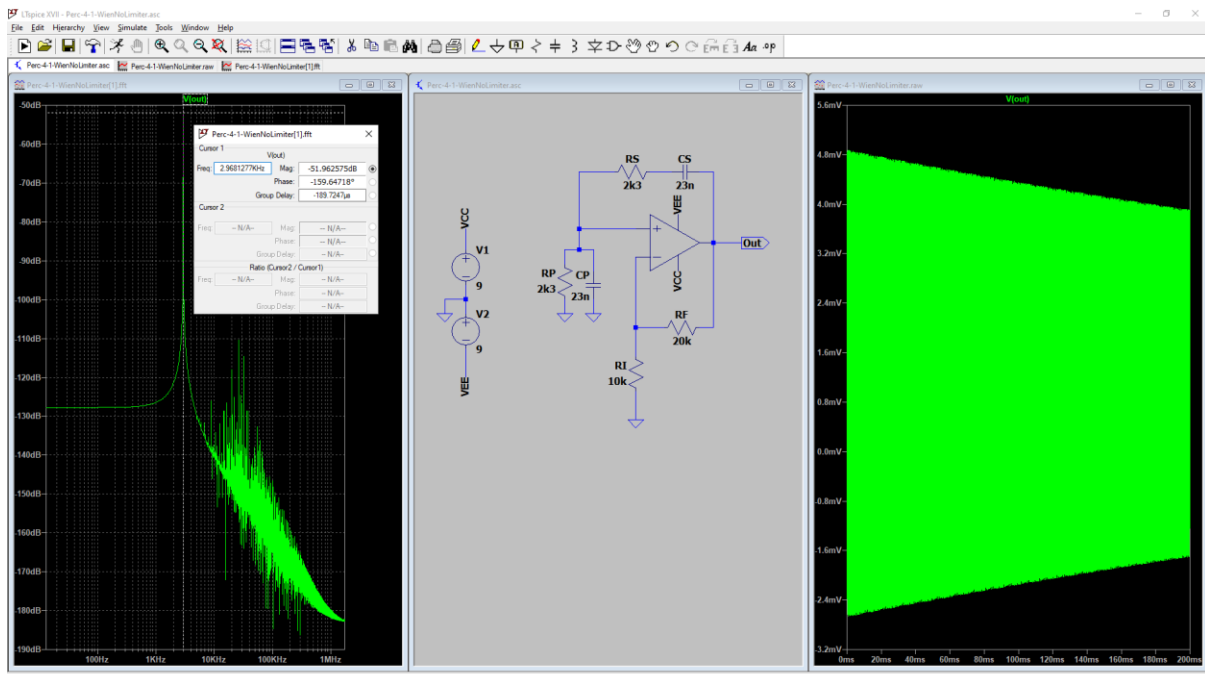 LTspice XVII - Perc-4-1-WienNoLimiter.asc
File Edit Hierarchy View Simulate Tools Window Help
Perc-4-1-WienNoLimiter.asc Perc-4-1-WienNoLimiter.raw Perc-4-1-WienNoLimiter[1].fft
Perc-4-1-WienNoLimiter[1].fft
V(out)
-50dB
-60dB
-70dB
-80dB
-90dB
-100dB
-110dB
-120dB
-130dB
-140dB
-150dB
-160dB
-170dB
-180dB
-190dB
100Hz 1KHz 10KHz 100KHz 1MHz
Perc-4-1-WienNoLimiter[1].fft
Cursor 1
V(out)
Freq: 2.9681277KHz Mag: -51.962575dB
Phase: -159.64718°
Group Delay: -189.7247µs
Cursor 2
Freq: -- N/A-- Mag: -- N/A--
Phase: -- N/A--
Group Delay: -- N/A--
Ratio (Cursor2 / Cursor1)
Freq: -- N/A-- Mag: -- N/A--
Phase: -- N/A--
Group Delay: -- N/A--
Perc-4-1-WienNoLimiter.asc
RS CS
2k3 23n
VEE
VCC
V1
9
V2
9
VEE
Out
RP CP
2k3 23n
VCC
RF
20k
RI
10k
Perc-4-1-WienNoLimiter.raw
V(out)
5.6mV
4.8mV
4.0mV
3.2mV
2.4mV
1.6mV
0.8mV
0.0mV
-0.8mV
-1.6mV
-2.4mV
-3.2mV
0ms 20ms 40ms 60ms 80ms 100ms 120ms 140ms 160ms 180ms 200ms